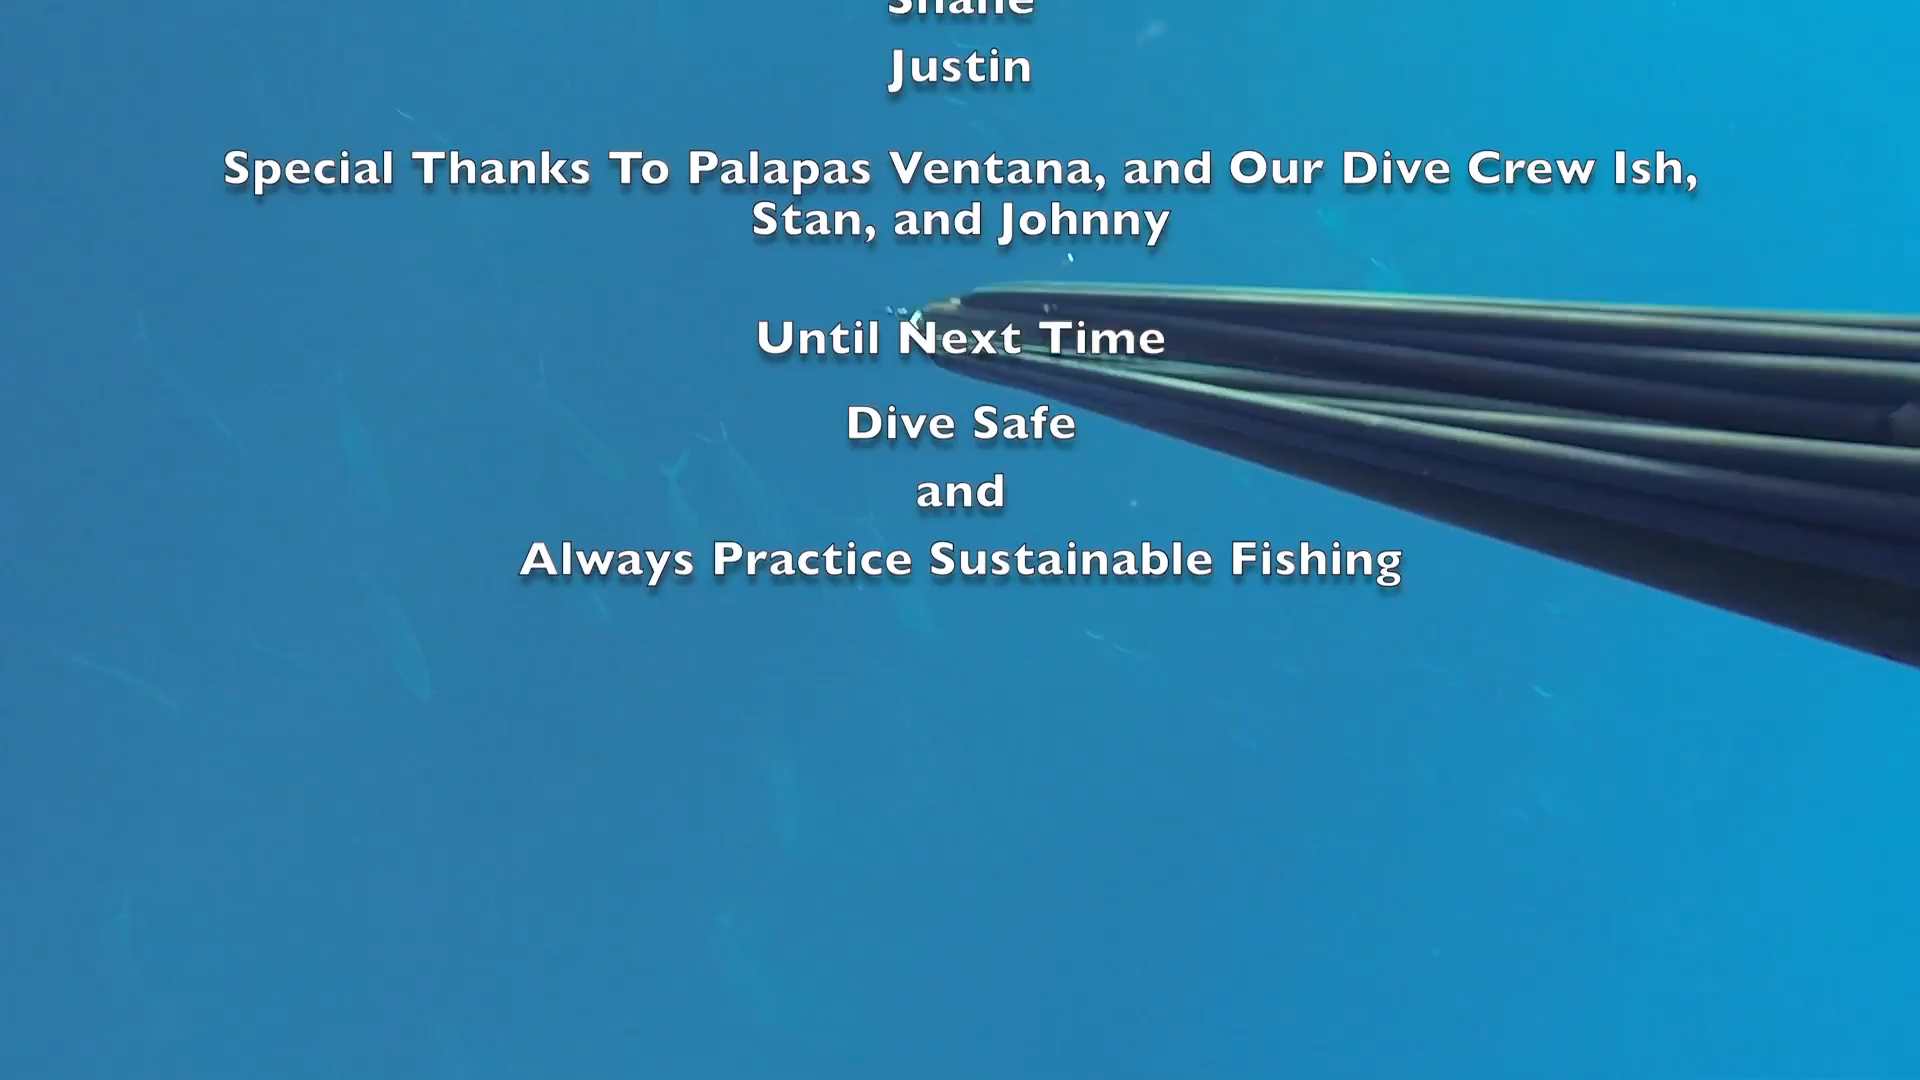 Shane
Justin
Special Thanks To Palapas Ventana, and Our Dive Crew Ish,
Stan, and Johnny
Until Next Time
Dive Safe
and
Always Practice Sustainable Fishing